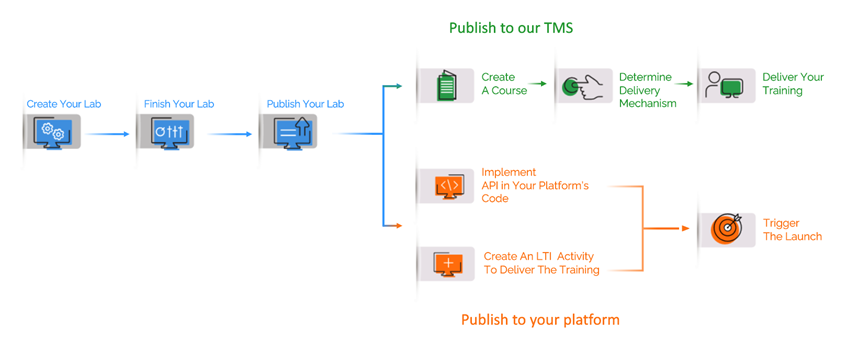 Publish to our TMS
Create Your Lab
Finish Your Lab
Publish Your Lab
Create
A Course
Determine
Delivery
Mechanism
Deliver Your
Training
Implement
API in Your Platform's
Code
Create An LTI Activity
To Deliver The Training
Trigger
The Launch
Publish to your platform